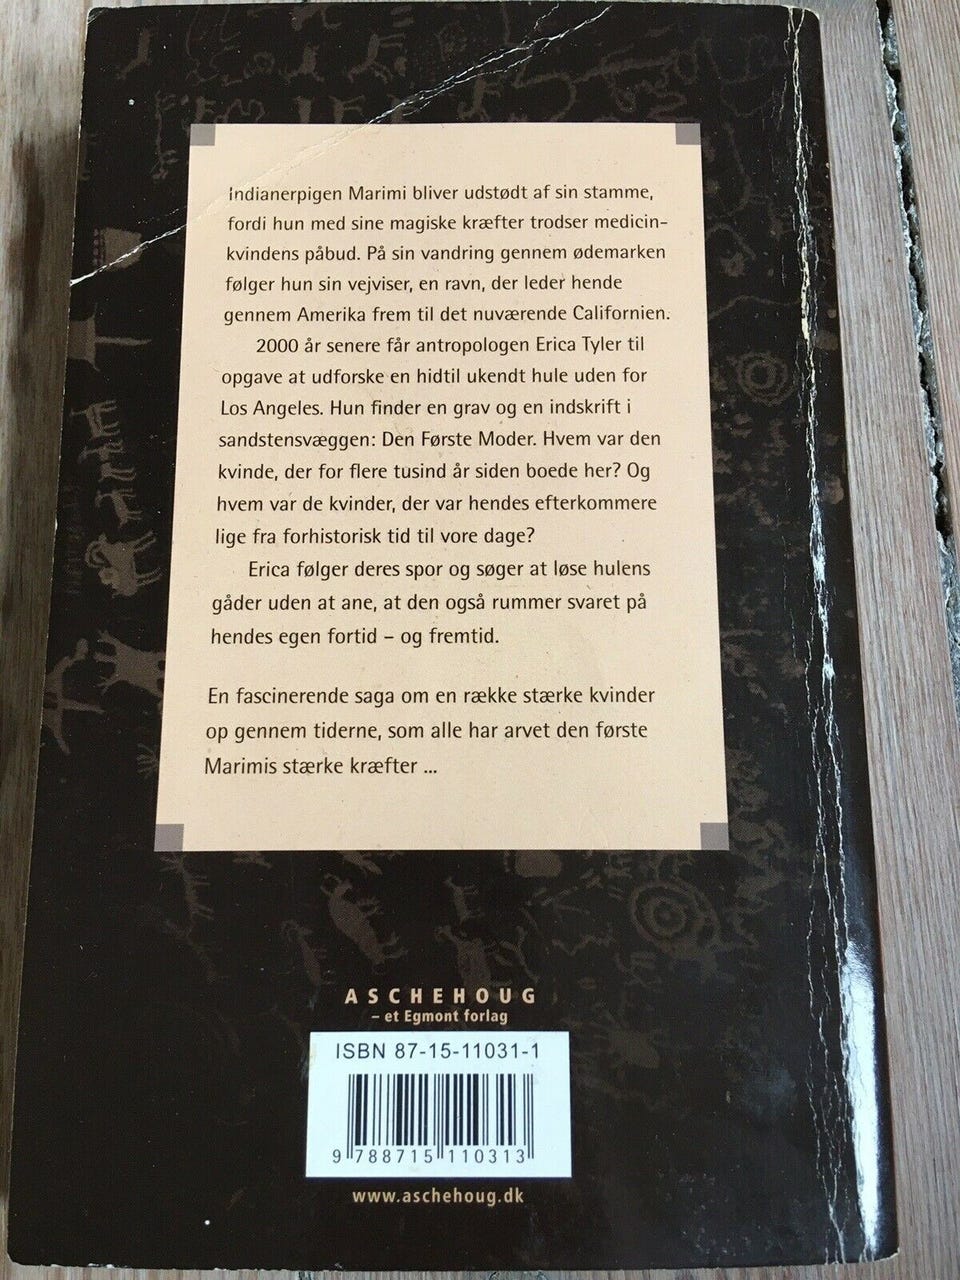 Indianerpigen Marimi bliver udstødt af sin stamme,
fordi hun med sine magiske kræfter trodser medicin-
kvindens påbud. På sin vandring gennem ødemarken
følger hun sin vejviser, en ravn, der leder hende
gennem Amerika frem til det nuværende Californien.
2000 år senere får antropologen Erica Tyler til
opgave at udforske en hidtil ukendt hule uden for
Los Angeles. Hun finder en grav og en indskrift i
sandstensvæggen: Den Første Moder. Hvem var den
kvinde, der for flere tusind år siden boede her? Og
hvem var de kvinder, der var hendes efterkommere
lige fra forhistorisk tid til vore dage?
Erica følger deres spor og søger at løse hulens
gåder uden at ane, at den også rummer svaret på
hendes egen fortid – og fremtid.
En fascinerende saga om en række stærke kvinder
op gennem tiderne, som alle har arvet den første
Marimis stærke kræfter ...
ASCHEHOUG
– et Egmont forlag
ISBN 87-15-11031-1
9 788715 110313
www.aschehoug.dk